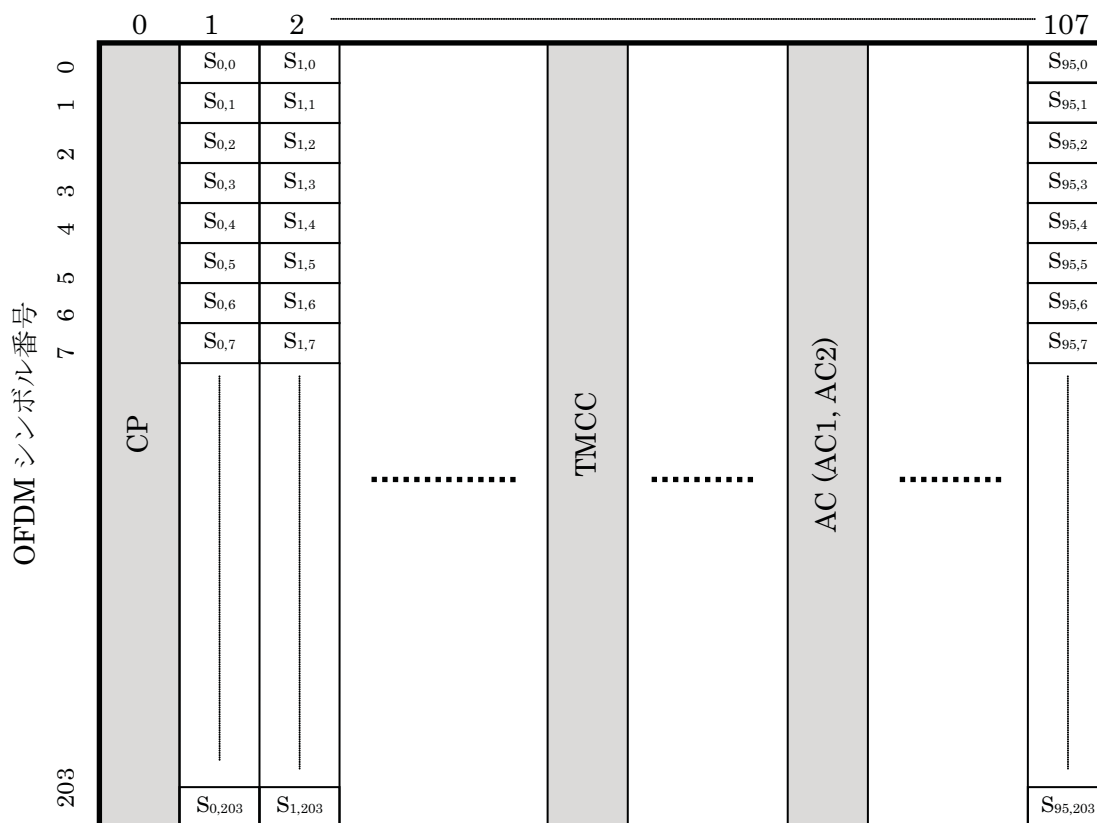 0 1 2 107
0 S0,0 S1,0 S95,0
1 S0,1 S1,1 S95,1
2 S0,2 S1,2 S95,2
3 S0,3 S1,3 S95,3
4 S0,4 S1,4 S95,4
5 S0,5 S1,5 S95,5
6 S0,6 S1,6 S95,6
7 S0,7 S1,7 S95,7
OFDM シンボル番号
CP
TMCC
AC (AC1, AC2)
203 S0,203 S1,203 S95,203